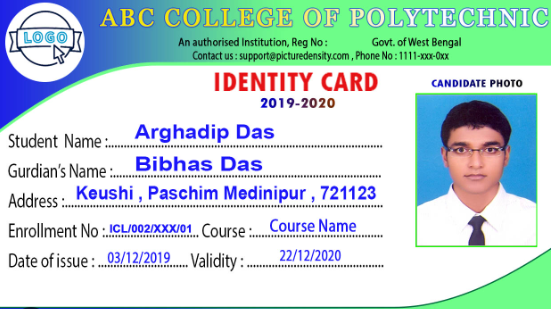 LOGO
ABC COLLEGE OF POLYTECHNIC
An authorised Institution, Reg No : Govt. of West Bengal
Contact us : support@picturedensity.com , Phone No : 1111-xxx-0xx
IDENTITY CARD
2019-2020
CANDIDATE PHOTO
Student Name : Arghadip Das
Gurdian's Name : Bibhas Das
Address : Keushi , Paschim Medinipur , 721123
Enrollment No : ICL/002/XXX/01 Course : Course Name
Date of issue : 03/12/2019 Validity : 22/12/2020